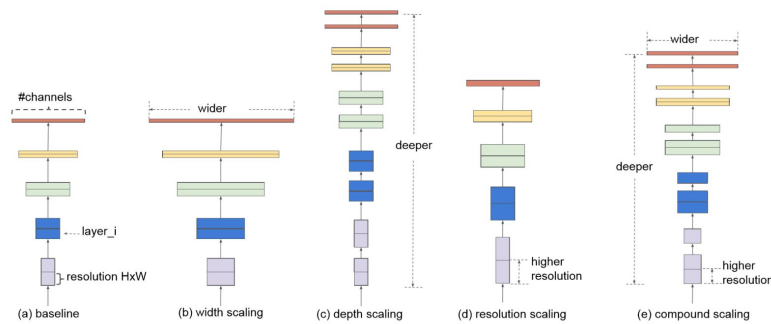 #channels
layer_i
resolution HxW
(a) baseline
wider
(b) width scaling
deeper
(c) depth scaling
higher
resolution
(d) resolution scaling
wider
deeper
higher
resolution
(e) compound scaling